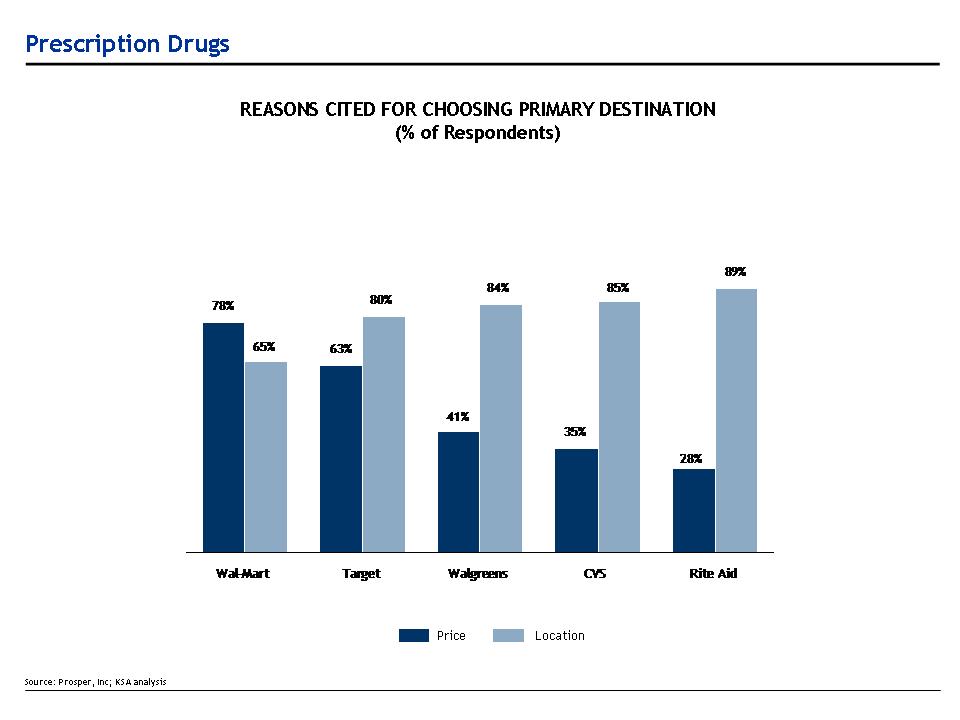 Prescription Drugs
REASONS CITED FOR CHOOSING PRIMARY DESTINATION
(% of Respondents)
78%
65%
63%
80%
41%
84%
35%
85%
28%
89%
Wal-Mart
Target
Walgreens
CVS
Rite Aid
Price
Location
Source: Prosper, Inc; KSA analysis